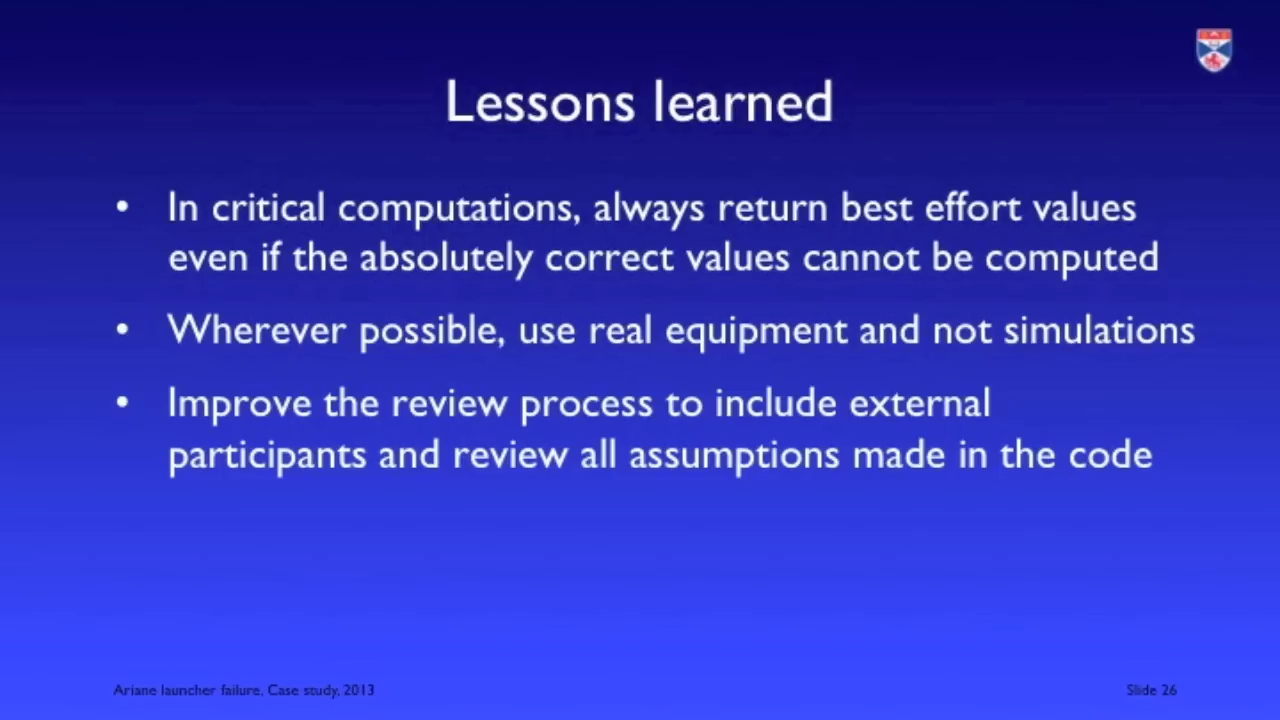 Lessons learned
• In critical computations, always return best effort values
even if the absolutely correct values cannot be computed
• Wherever possible, use real equipment and not simulations
• Improve the review process to include external
participants and review all assumptions made in the code
Ariane launcher failure, Case study, 2013
Slide 26